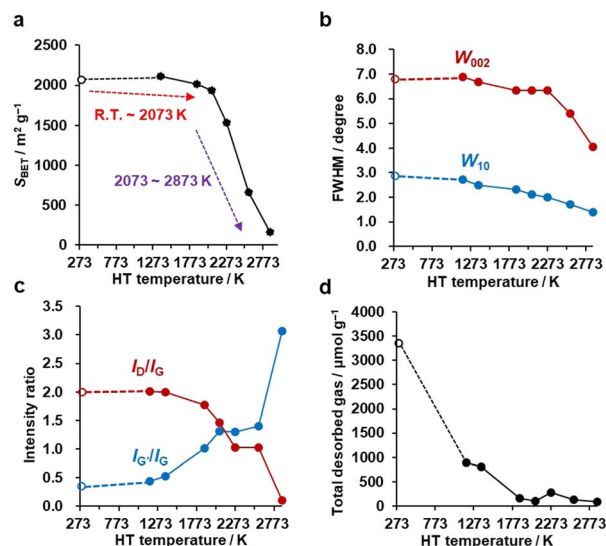 a
2500
2000
1500
1000
500
0
S_BET / m² g⁻¹
R.T. ~ 2073 K
2073 ~ 2873 K
273 773 1273 1773 2273 2773
HT temperature / K
b
8.0
7.0
6.0
5.0
4.0
3.0
2.0
1.0
0.0
FWHM / degree
W₀₀₂
W₁₀
273 773 1273 1773 2273 2773
HT temperature / K
c
3.5
3.0
2.5
2.0
1.5
1.0
0.5
0.0
Intensity ratio
I_D/I_G
I_G'/I_G
273 773 1273 1773 2273 2773
HT temperature / K
d
4000
3500
3000
2500
2000
1500
1000
500
0
Total desorbed gas / μmol g⁻¹
273 773 1273 1773 2273 2773
HT temperature / K